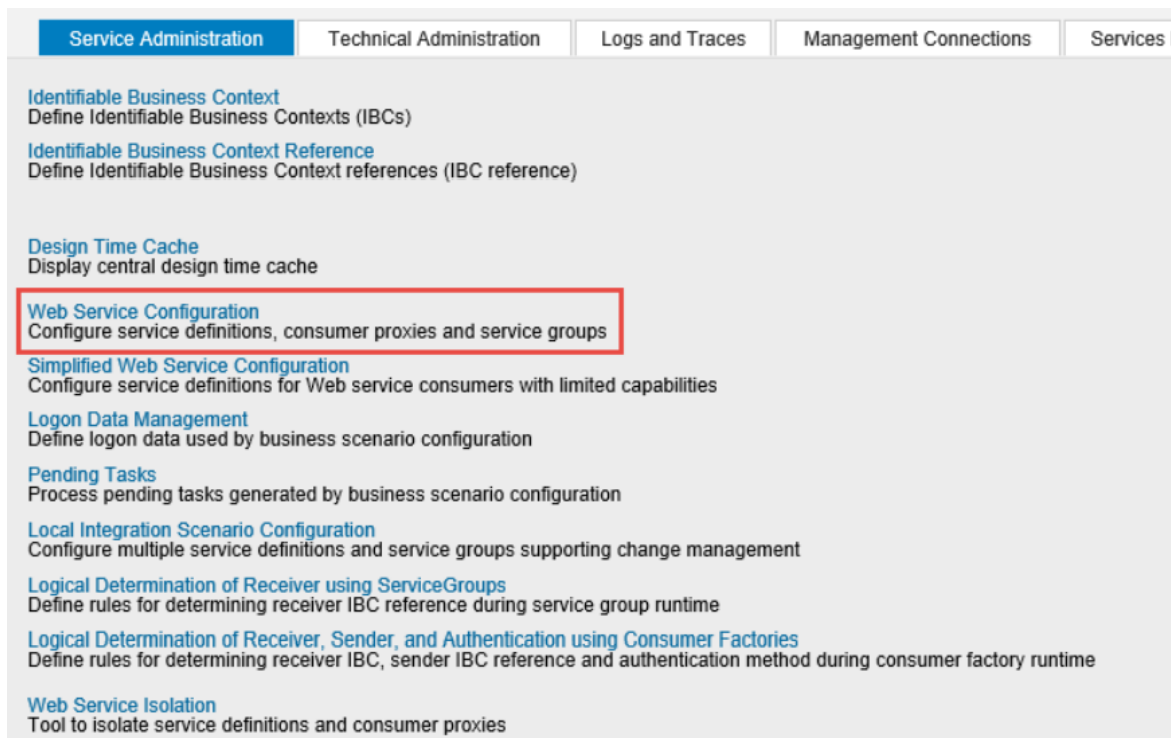 Service Administration Technical Administration Logs and Traces Management Connections Services
Identifiable Business Context
Define Identifiable Business Contexts (IBCs)
Identifiable Business Context Reference
Define Identifiable Business Context references (IBC reference)
Design Time Cache
Display central design time cache
Web Service Configuration
Configure service definitions, consumer proxies and service groups
Simplified Web Service Configuration
Configure service definitions for Web service consumers with limited capabilities
Logon Data Management
Define logon data used by business scenario configuration
Pending Tasks
Process pending tasks generated by business scenario configuration
Local Integration Scenario Configuration
Configure multiple service definitions and service groups supporting change management
Logical Determination of Receiver using ServiceGroups
Define rules for determining receiver IBC reference during service group runtime
Logical Determination of Receiver, Sender, and Authentication using Consumer Factories
Define rules for determining receiver IBC, sender IBC reference and authentication method during consumer factory runtime
Web Service Isolation
Tool to isolate service definitions and consumer proxies